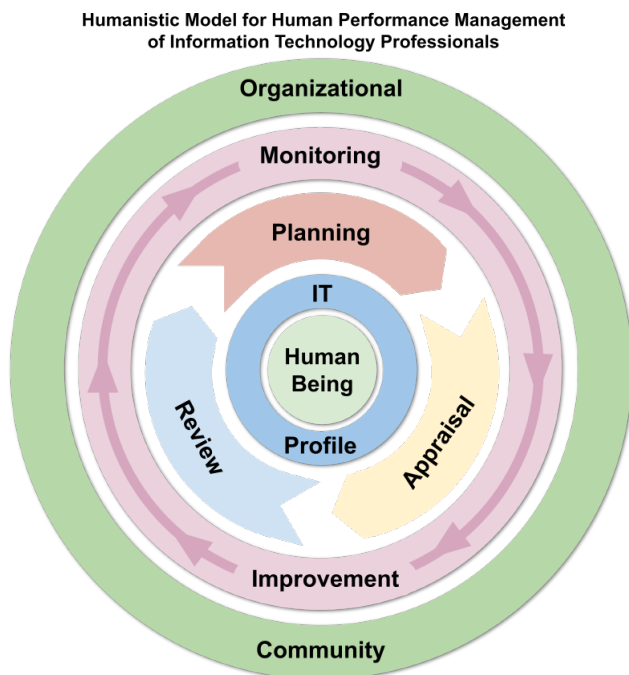 Humanistic Model for Human Performance Management
of Information Technology Professionals
Organizational
Monitoring
Planning
IT
Human
Being
Profile
Review
Appraisal
Improvement
Community